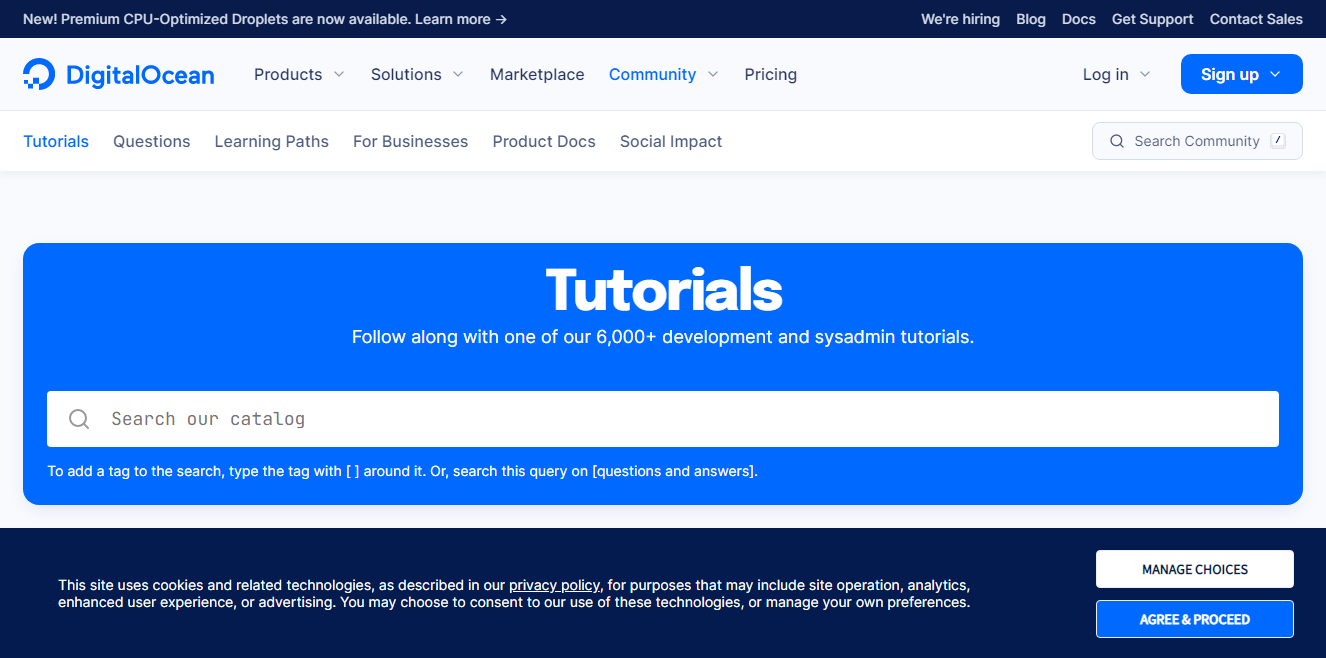 New! Premium CPU-Optimized Droplets are now available. Learn more → We're hiring Blog Docs Get Support Contact Sales
DigitalOcean Products Solutions Marketplace Community Pricing Log in Sign up
Tutorials Questions Learning Paths For Businesses Product Docs Social Impact Search Community /
Tutorials
Follow along with one of our 6,000+ development and sysadmin tutorials.
Search our catalog
To add a tag to the search, type the tag with [ ] around it. Or, search this query on [questions and answers].
This site uses cookies and related technologies, as described in our privacy policy, for purposes that may include site operation, analytics,
enhanced user experience, or advertising. You may choose to consent to our use of these technologies, or manage your own preferences.
MANAGE CHOICES
AGREE & PROCEED